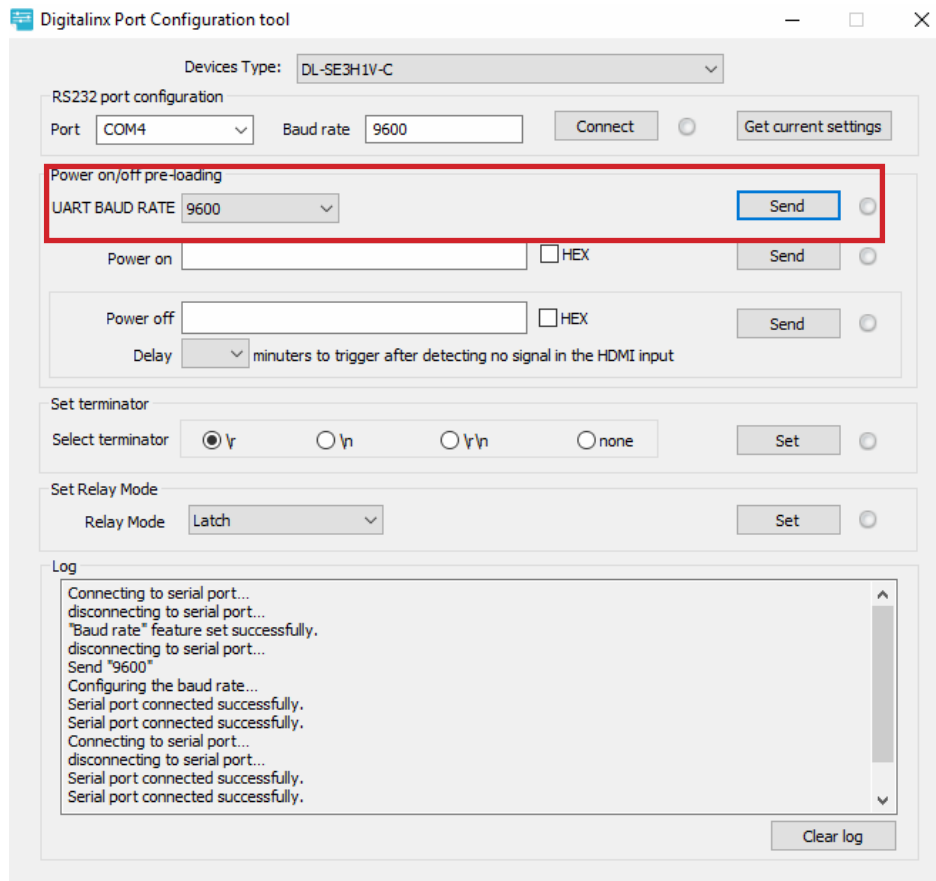 Digitalinx Port Configuration tool
Devices Type: DL-SE3H1V-C
RS232 port configuration
Port COM4 Baud rate 9600 Connect Get current settings
Power on/off pre-loading
UART BAUD RATE 9600 Send
Power on HEX Send
Power off HEX Send
Delay minuters to trigger after detecting no signal in the HDMI input
Set terminator
Select terminator \r \n \r\n none Set
Set Relay Mode
Relay Mode Latch Set
Log
Connecting to serial port...
disconnecting to serial port...
"Baud rate" feature set successfully.
disconnecting to serial port...
Send "9600"
Configuring the baud rate...
Serial port connected successfully.
Serial port connected successfully.
Connecting to serial port...
disconnecting to serial port...
Serial port connected successfully.
Serial port connected successfully.
Clear log